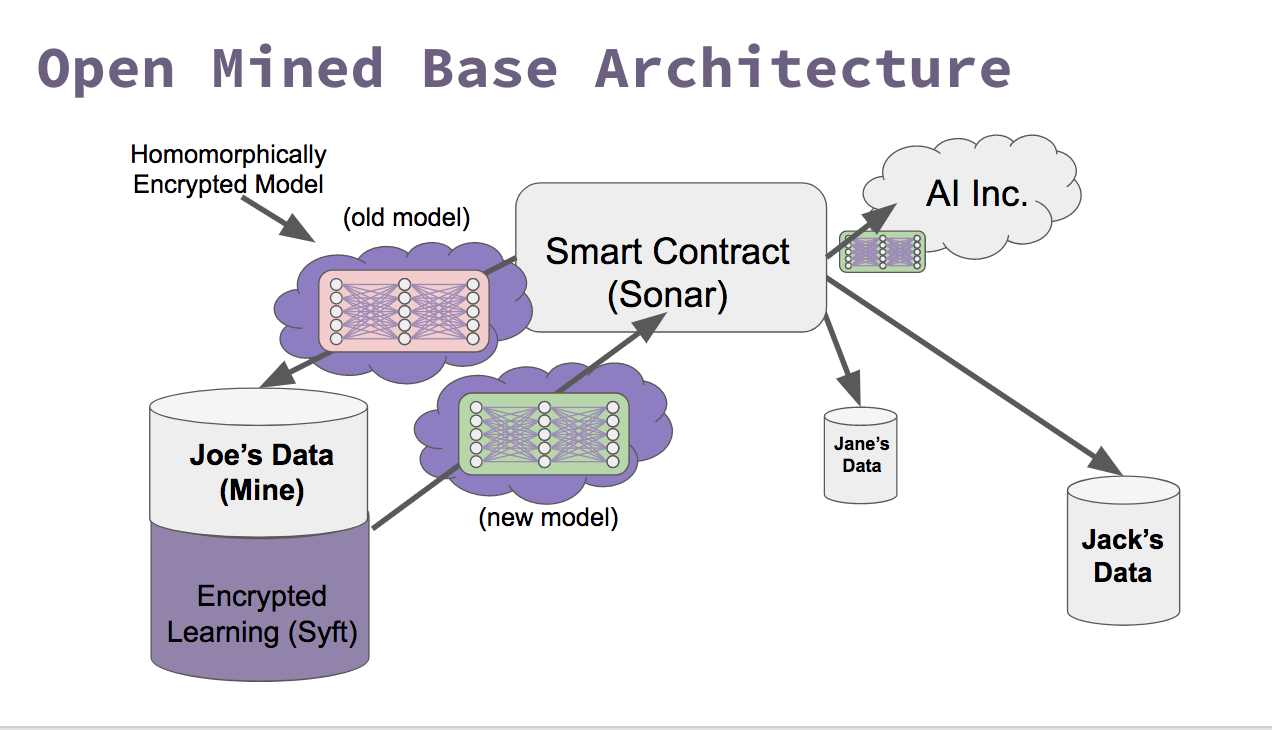 Open Mined Base Architecture
Homomorphically
Encrypted Model
(old model)
Smart Contract
(Sonar)
AI Inc.
Joe's Data
(Mine)
Encrypted
Learning (Syft)
(new model)
Jane's
Data
Jack's
Data